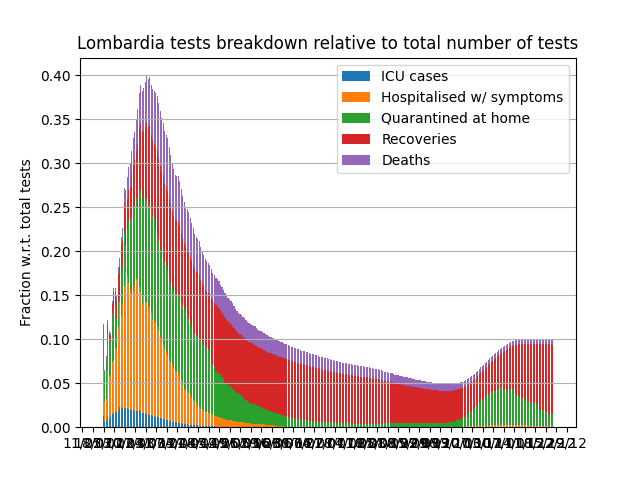 Lombardia tests breakdown relative to total number of tests
ICU cases
Hospitalised w/ symptoms
Quarantined at home
Recoveries
Deaths
Fraction w.r.t. total tests
0.40
0.35
0.30
0.25
0.20
0.15
0.10
0.05
0.00